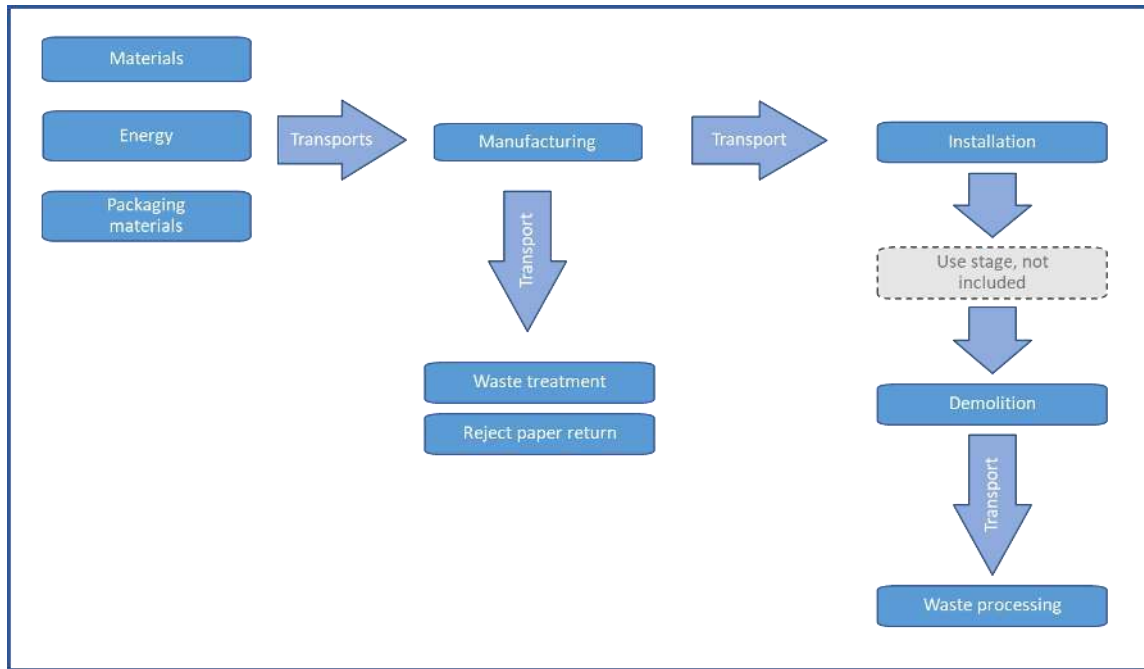 Materials
Energy
Packaging
materials
Transports
Manufacturing
Transport
Installation
Transport
Use stage, not
included
Waste treatment
Reject paper return
Demolition
Transport
Waste processing